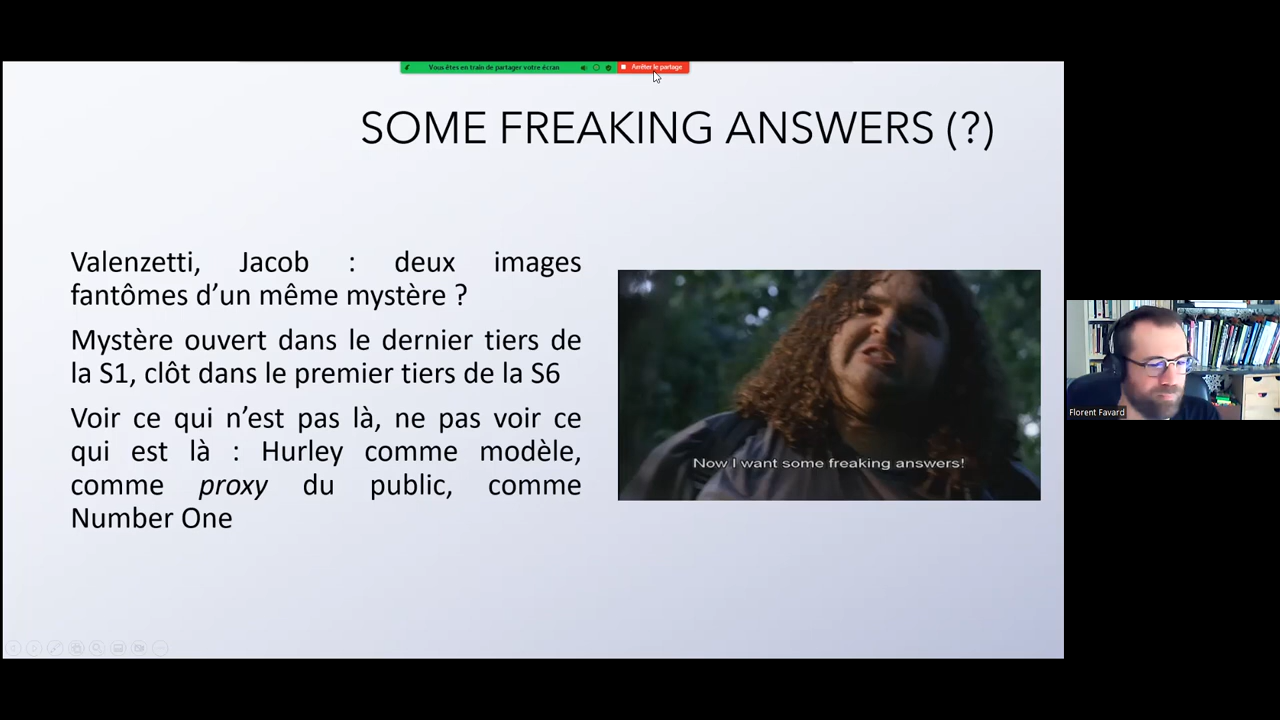 Vous êtes en train de partager votre écran
Arrêter le partage
SOME FREAKING ANSWERS (?)
Valenzetti, Jacob : deux images
fantômes d’un même mystère ?
Mystère ouvert dans le dernier tiers de
la S1, clôt dans le premier tiers de la S6
Voir ce qui n’est pas là, ne pas voir ce
qui est là : Hurley comme modèle,
comme proxy du public, comme
Number One
Now I want some freaking answers!
Florent Favard